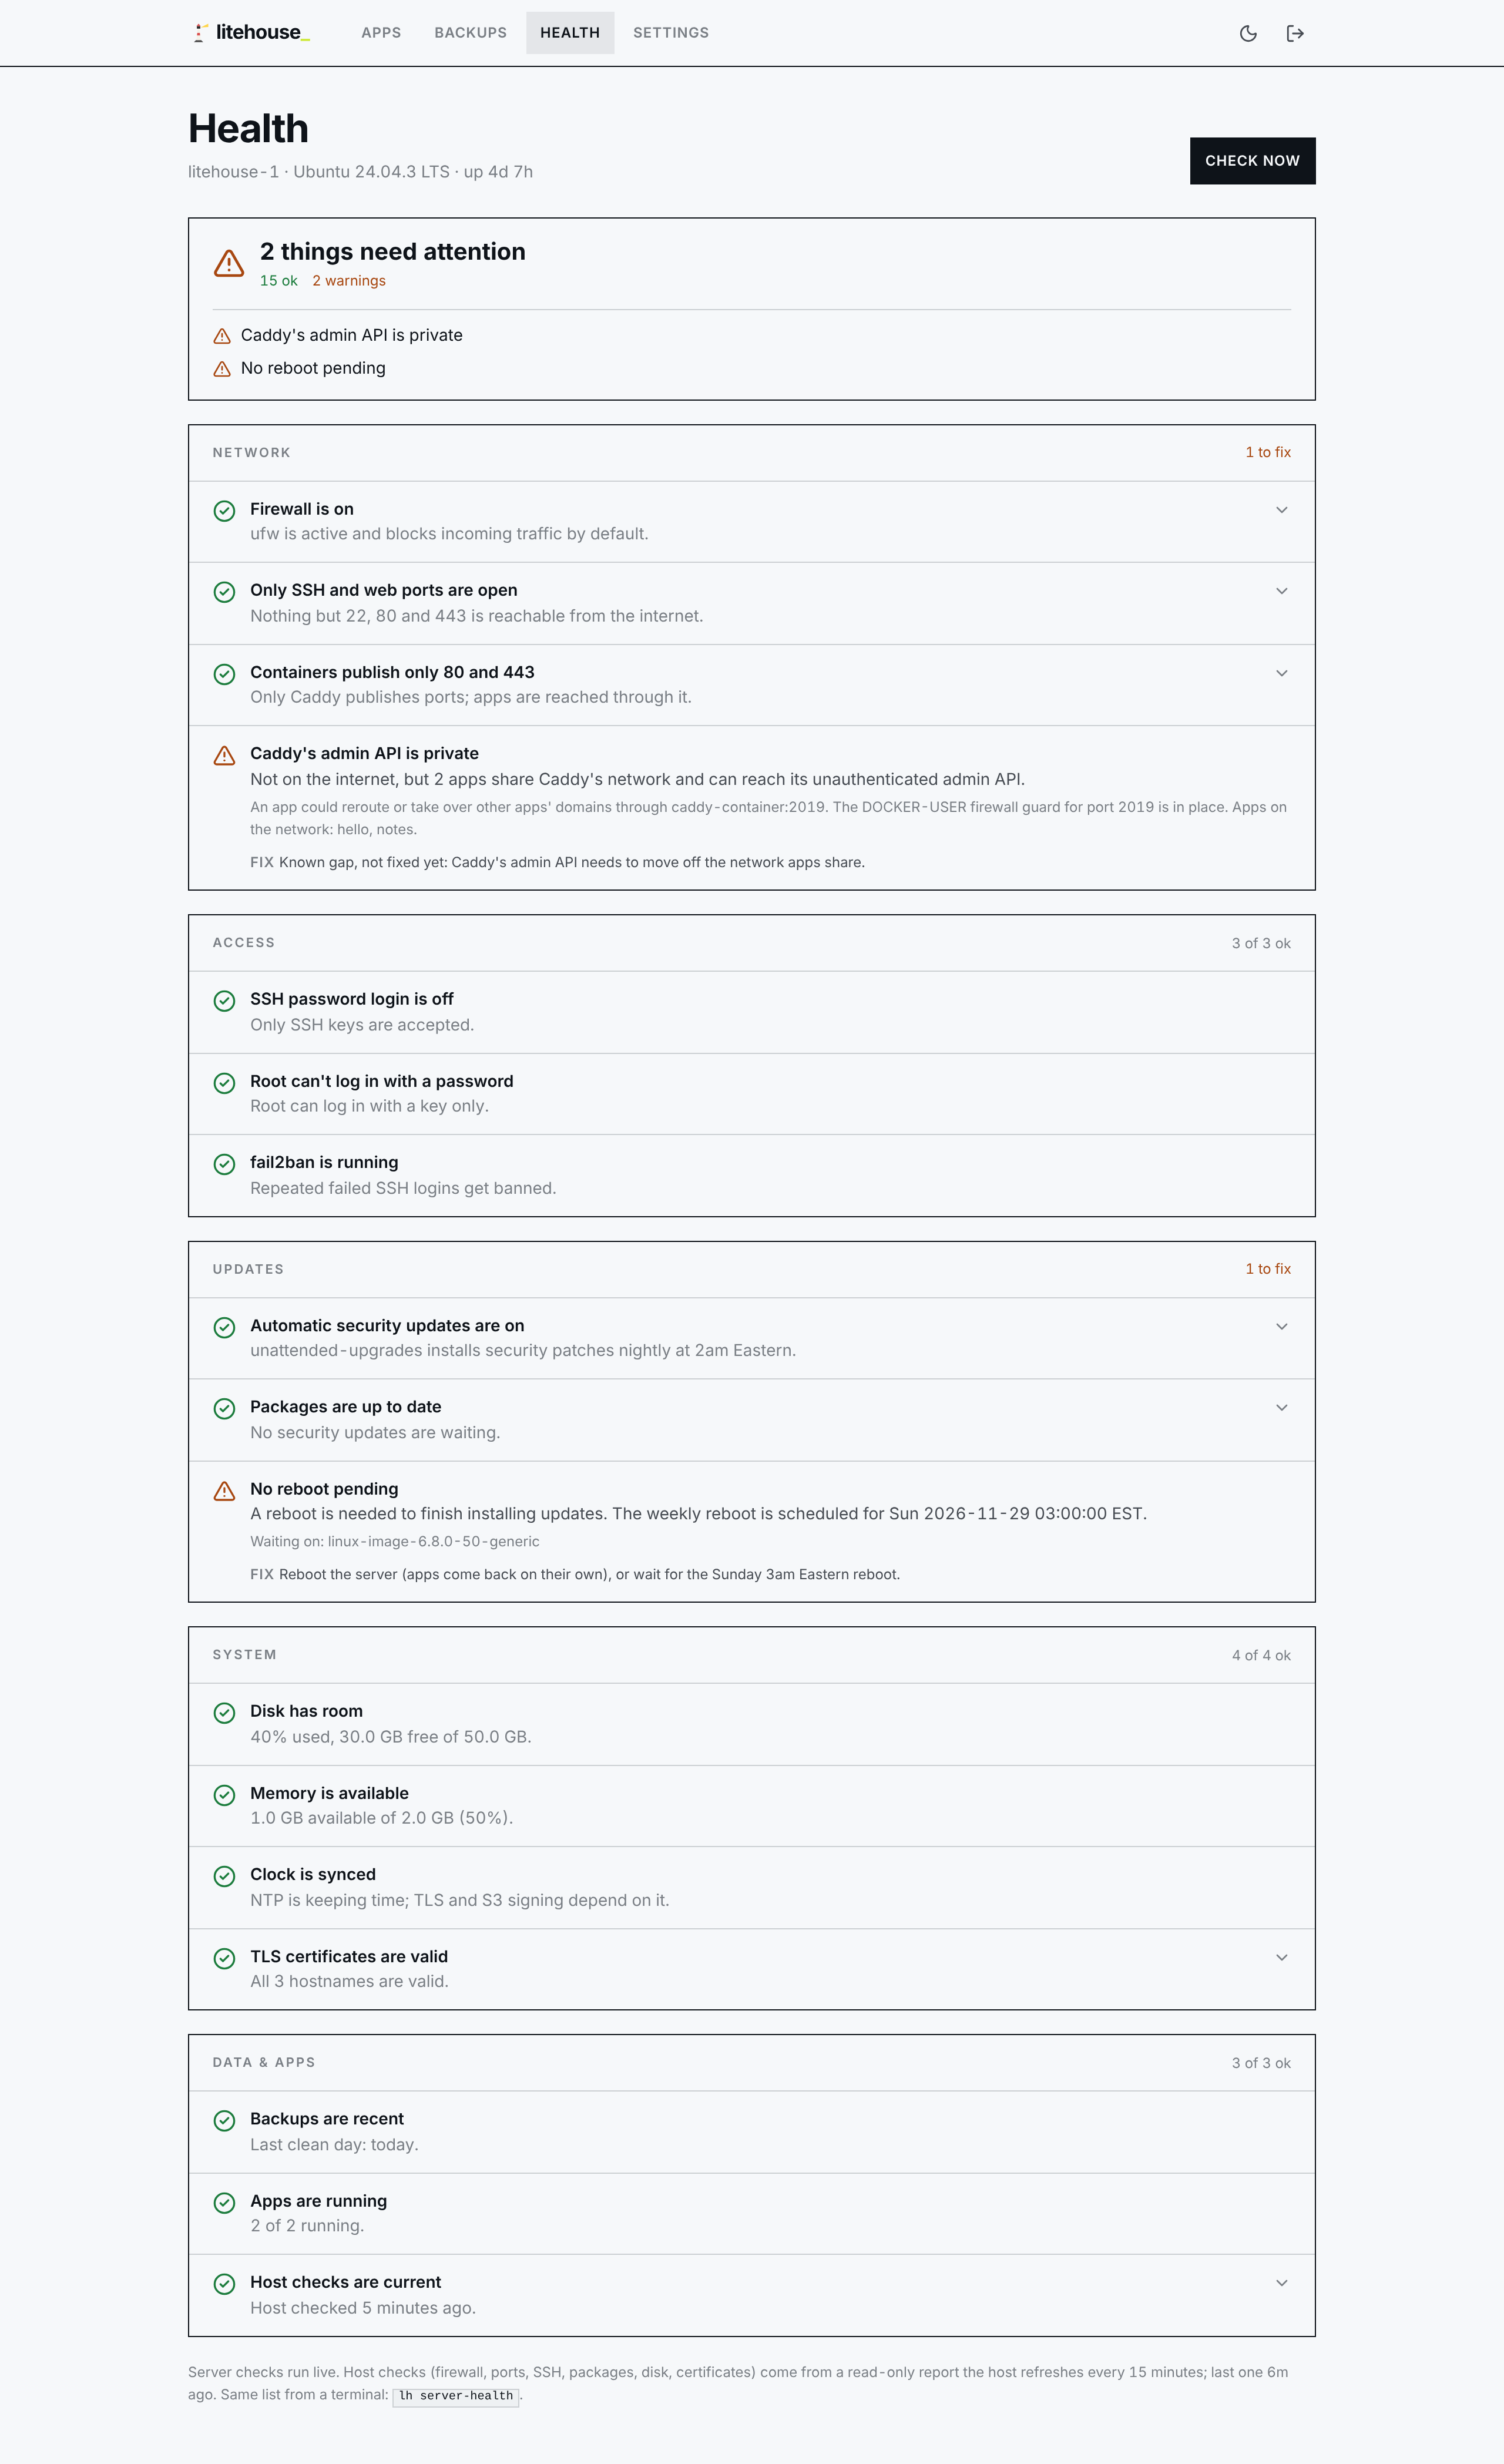 litehouse_
APPS
BACKUPS
HEALTH
SETTINGS
Health
litehouse-1 · Ubuntu 24.04.3 LTS · up 4d 7h
CHECK NOW
2 things need attention
15 ok 2 warnings
Caddy's admin API is private
No reboot pending
NETWORK
1 to fix
Firewall is on
ufw is active and blocks incoming traffic by default.
Only SSH and web ports are open
Nothing but 22, 80 and 443 is reachable from the internet.
Containers publish only 80 and 443
Only Caddy publishes ports; apps are reached through it.
Caddy's admin API is private
Not on the internet, but 2 apps share Caddy's network and can reach its unauthenticated admin API.
An app could reroute or take over other apps' domains through caddy-container:2019. The DOCKER-USER firewall guard for port 2019 is in place. Apps on
the network: hello, notes.
FIX Known gap, not fixed yet: Caddy's admin API needs to move off the network apps share.
ACCESS
3 of 3 ok
SSH password login is off
Only SSH keys are accepted.
Root can't log in with a password
Root can log in with a key only.
fail2ban is running
Repeated failed SSH logins get banned.
UPDATES
1 to fix
Automatic security updates are on
unattended-upgrades installs security patches nightly at 2am Eastern.
Packages are up to date
No security updates are waiting.
No reboot pending
A reboot is needed to finish installing updates. The weekly reboot is scheduled for Sun 2026-11-29 03:00:00 EST.
Waiting on: linux-image-6.8.0-50-generic
FIX Reboot the server (apps come back on their own), or wait for the Sunday 3am Eastern reboot.
SYSTEM
4 of 4 ok
Disk has room
40% used, 30.0 GB free of 50.0 GB.
Memory is available
1.0 GB available of 2.0 GB (50%).
Clock is synced
NTP is keeping time; TLS and S3 signing depend on it.
TLS certificates are valid
All 3 hostnames are valid.
DATA & APPS
3 of 3 ok
Backups are recent
Last clean day: today.
Apps are running
2 of 2 running.
Host checks are current
Host checked 5 minutes ago.
Server checks run live. Host checks (firewall, ports, SSH, packages, disk, certificates) come from a read-only report the host refreshes every 15 minutes; last one 6m
ago. Same list from a terminal: lh server-health.